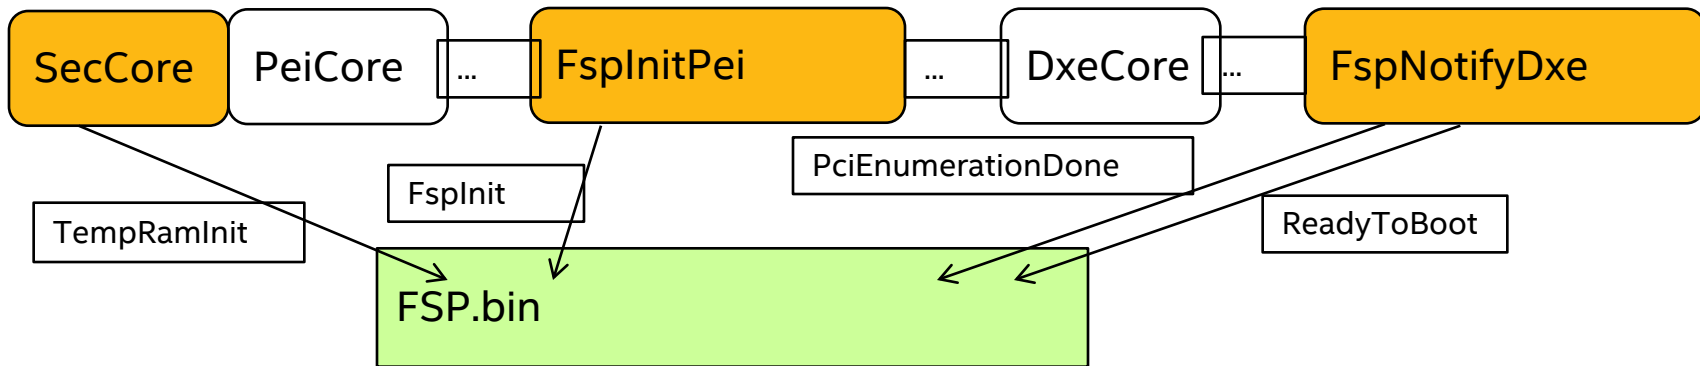 SecCore
PeiCore
...
FspInitPei
...
DxeCore
...
FspNotifyDxe
PciEnumerationDone
FspInit
TempRamInit
ReadyToBoot
FSP.bin